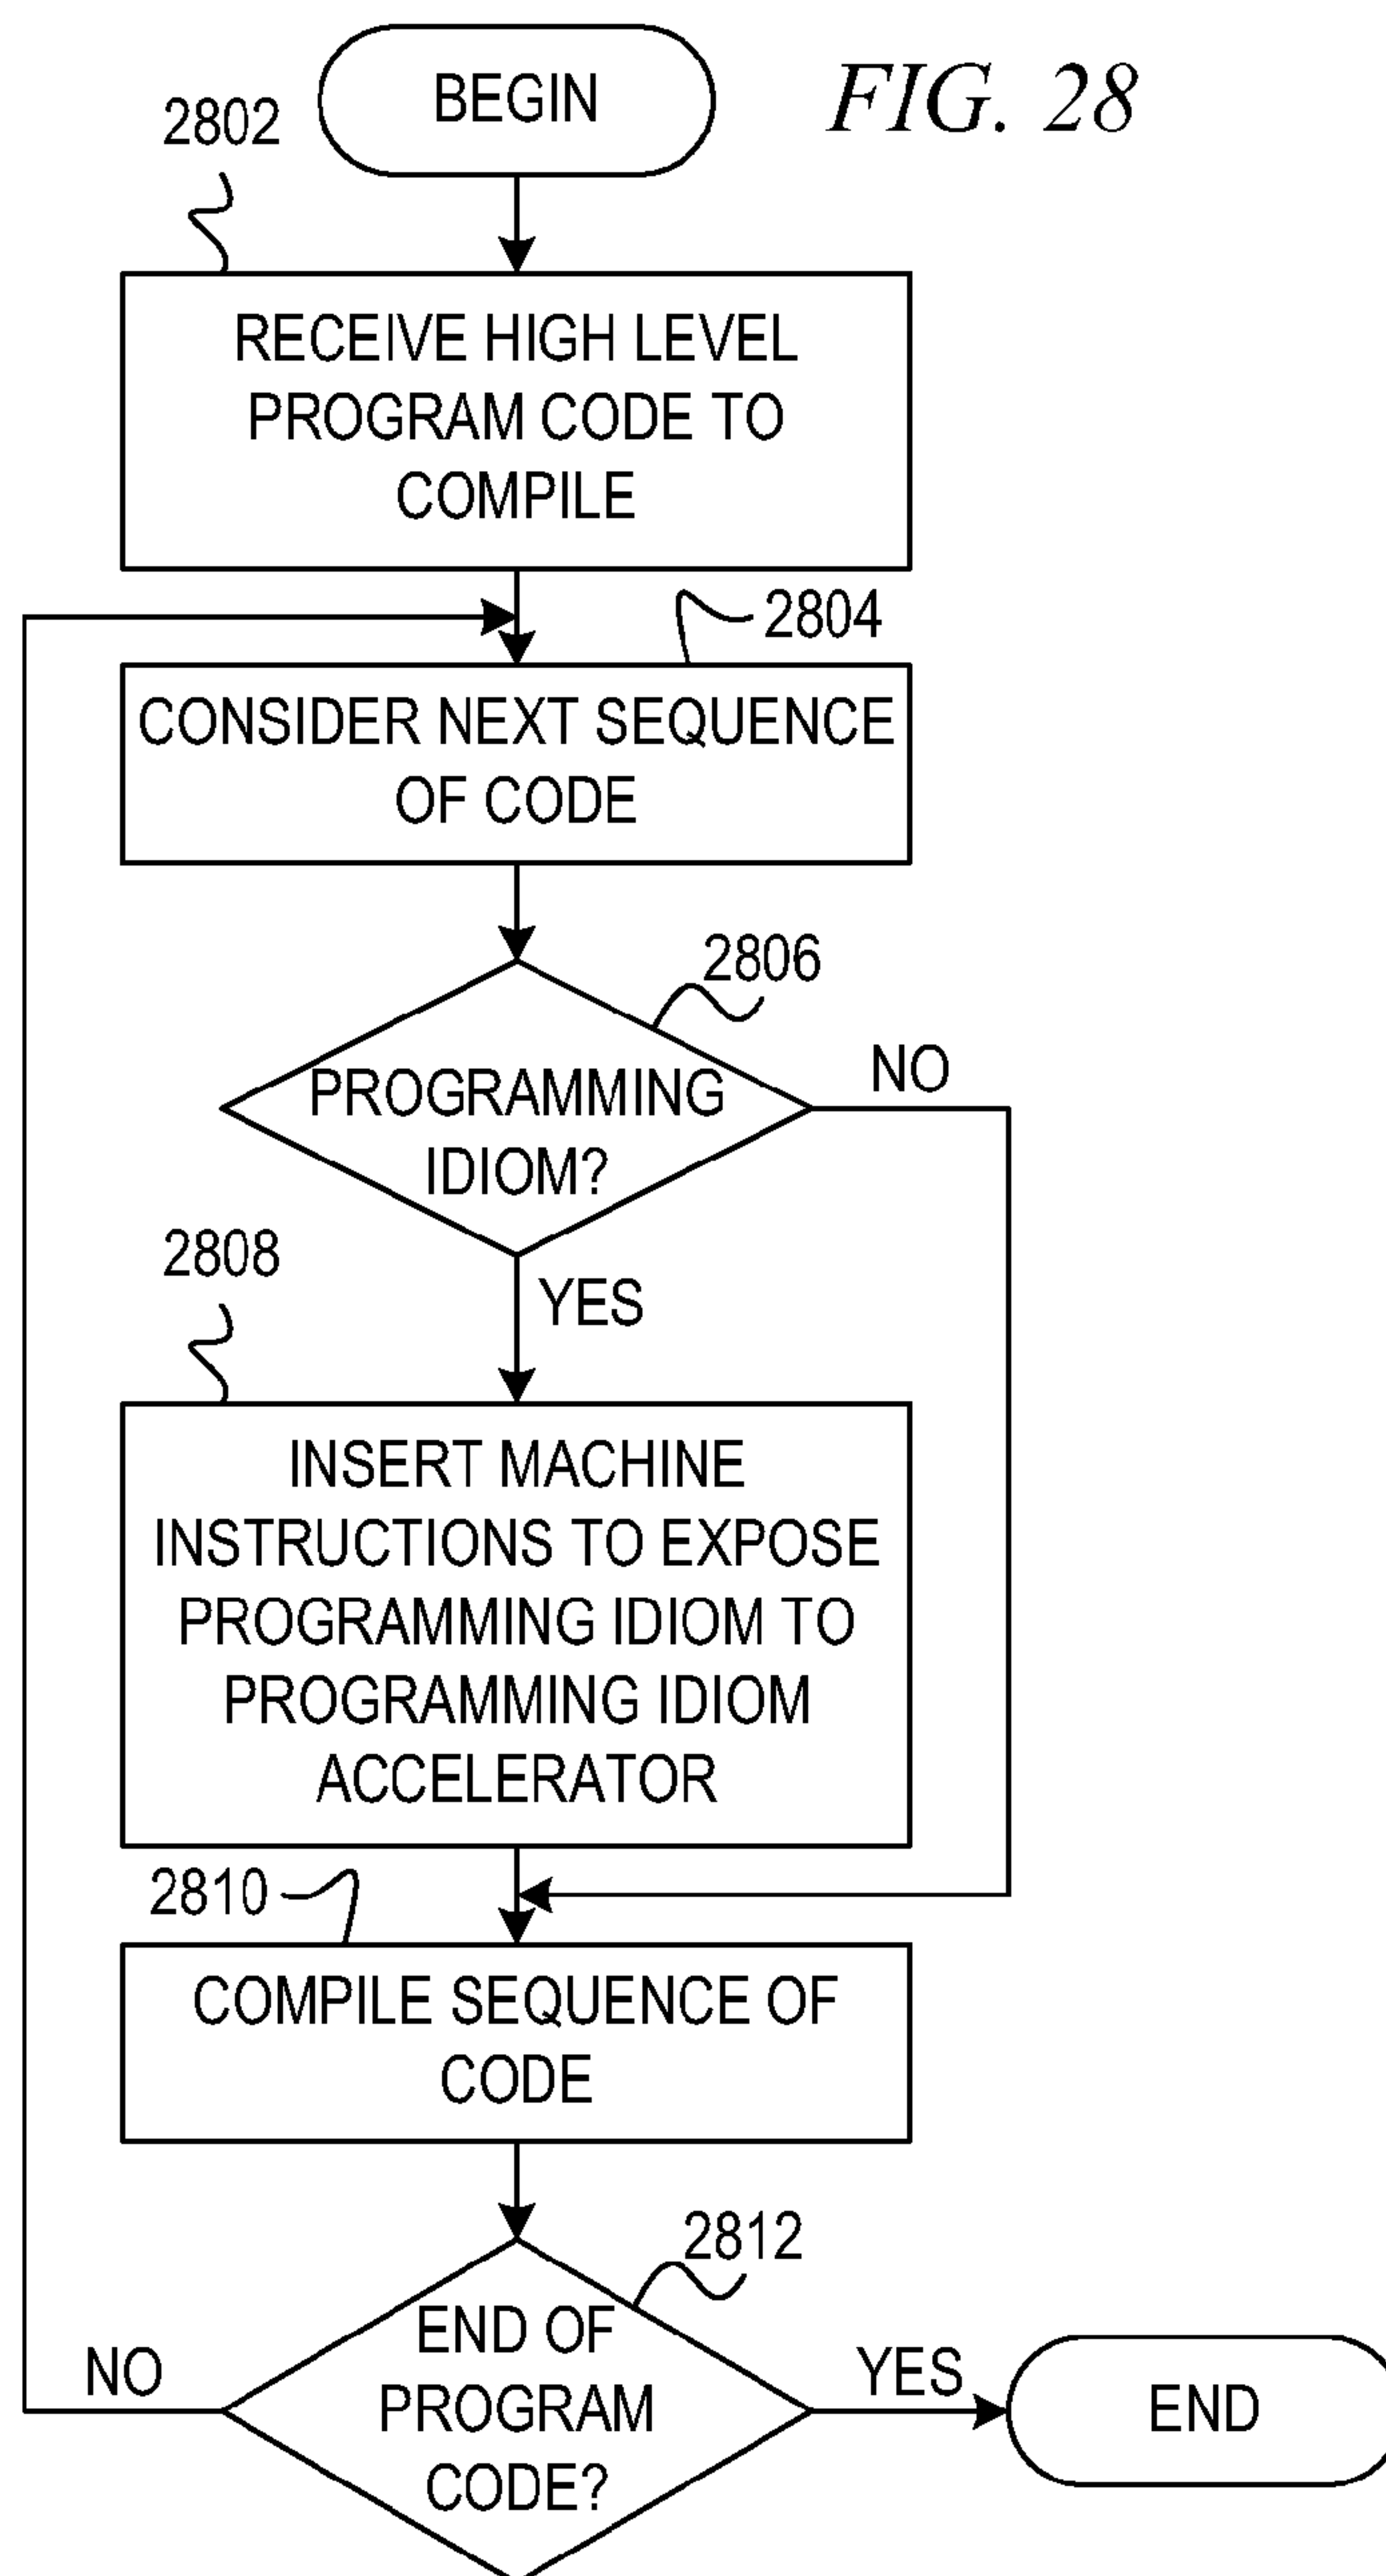 BEGIN
FIG. 28
2802
RECEIVE HIGH LEVEL
PROGRAM CODE TO
COMPILE
2804
CONSIDER NEXT SEQUENCE
OF CODE
2806
PROGRAMMING
IDIOM?
NO
YES
2808
INSERT MACHINE
INSTRUCTIONS TO EXPOSE
PROGRAMMING IDIOM TO
PROGRAMMING IDIOM
ACCELERATOR
2810
COMPILE SEQUENCE OF
CODE
2812
END OF
PROGRAM
CODE?
NO
YES
END